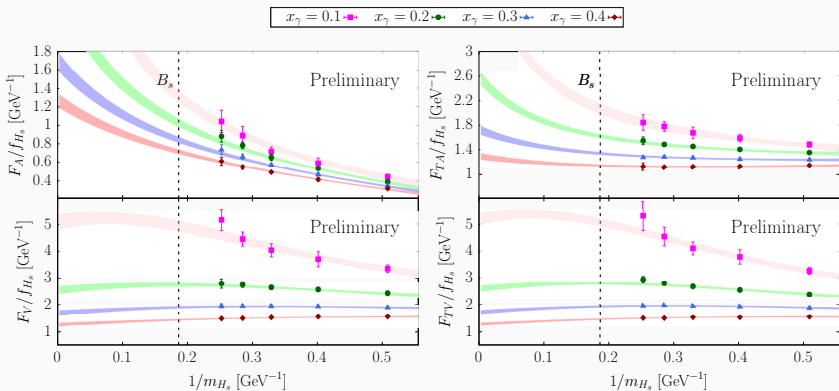 x_γ = 0.1 x_γ = 0.2 x_γ = 0.3 x_γ = 0.4
B_s
Preliminary
F_A/f_{H_s} [GeV⁻¹]
1.8
1.6
1.4
1.2
1
0.8
0.6
0.4
B_s
Preliminary
F_{TA}/f_{H_s} [GeV⁻¹]
3
2.6
2.2
1.8
1.4
1
Preliminary
F_V/f_{H_s} [GeV⁻¹]
5
4
3
2
1
0 0.1 0.2 0.3 0.4 0.5
1/m_{H_s} [GeV⁻¹]
Preliminary
F_{TV}/f_{H_s} [GeV⁻¹]
5
4
3
2
1
0 0.1 0.2 0.3 0.4 0.5
1/m_{H_s} [GeV⁻¹]